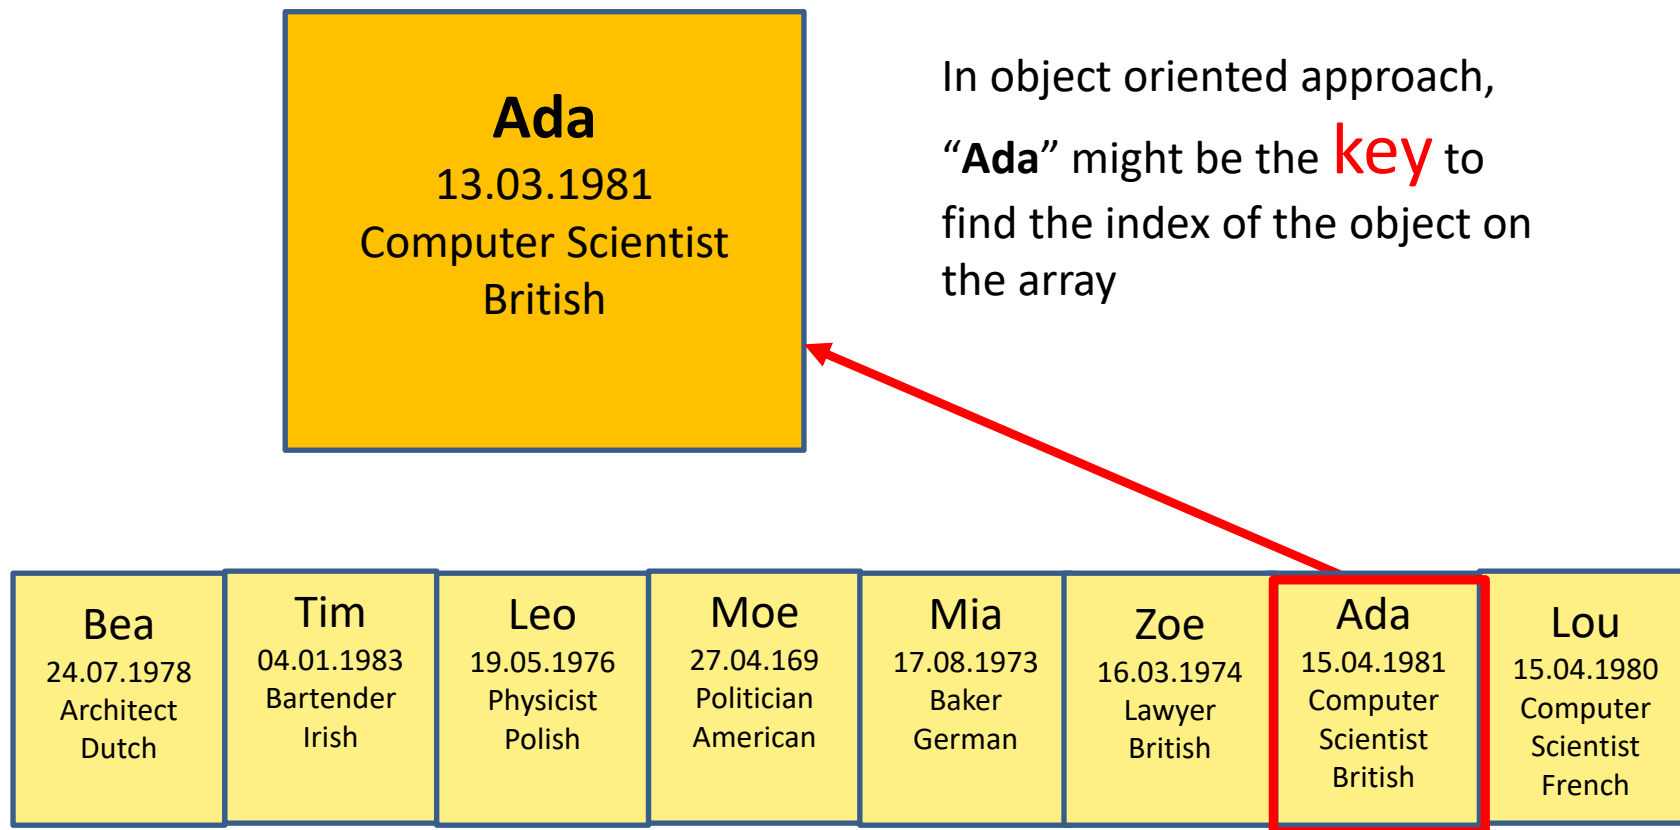 Ada
13.03.1981
Computer Scientist
British
In object oriented approach,
“Ada” might be the key to
find the index of the object on
the array
Bea
24.07.1978
Architect
Dutch
Tim
04.01.1983
Bartender
Irish
Leo
19.05.1976
Physicist
Polish
Moe
27.04.169
Politician
American
Mia
17.08.1973
Baker
German
Zoe
16.03.1974
Lawyer
British
Ada
15.04.1981
Computer
Scientist
British
Lou
15.04.1980
Computer
Scientist
French